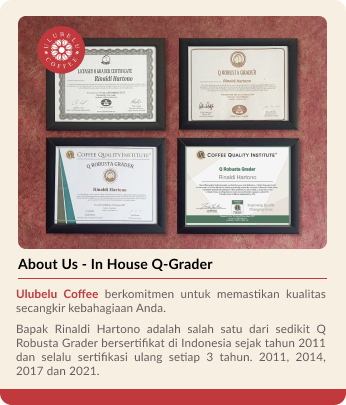 ULUBELU
COFFEE
LICENSED Q GRADER CERTIFICATE
Rinaldi Hartono
Q ROBUSTA GRADER
Rinaldi Hartono
COFFEE QUALITY INSTITUTE
Q ROBUSTA GRADER
Rinaldi Hartono
COFFEE QUALITY INSTITUTE
Q Robusta Grader
Rinaldi Hartono
About Us - In House Q-Grader
Ulubelu Coffee berkomitmen untuk memastikan kualitas
secangkir kebahagiaan Anda.
Bapak Rinaldi Hartono adalah salah satu dari sedikit Q
Robusta Grader bersertifikat di Indonesia sejak tahun 2011
dan selalu sertifikasi ulang setiap 3 tahun. 2011, 2014,
2017 dan 2021.